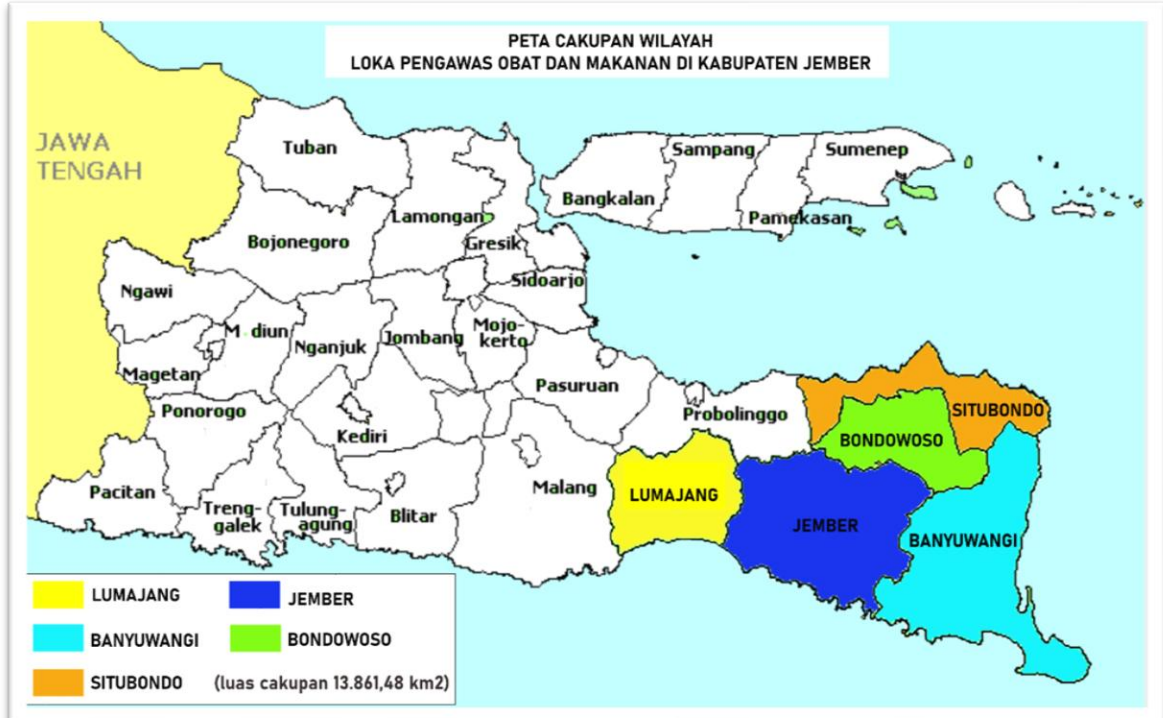 PETA CAKUPAN WILAYAH
LOKA PENGAWAS OBAT DAN MAKANAN DI KABUPATEN JEMBER
JAWA
TENGAH
Tuban
Sampang
Sumenep
Bangkalan
Lamongan
Pamekasan
Bojonegoro
Gresik
Sidoarjo
Ngawi
M diun
Nganjuk
Jombang
Mojo-
kerto
Magetan
Pasuruan
Ponorogo
Probolinggo
SITUBONDO
Kediri
BONDOWOSO
Pacitan
Treng-
galek
Tulung-
agung
Blitar
Malang
LUMAJANG
JEMBER
BANYUWANGI
LUMAJANG
JEMBER
BANYUWANGI
BONDOWOSO
SITUBONDO (luas cakupan 13.861,48 km2)